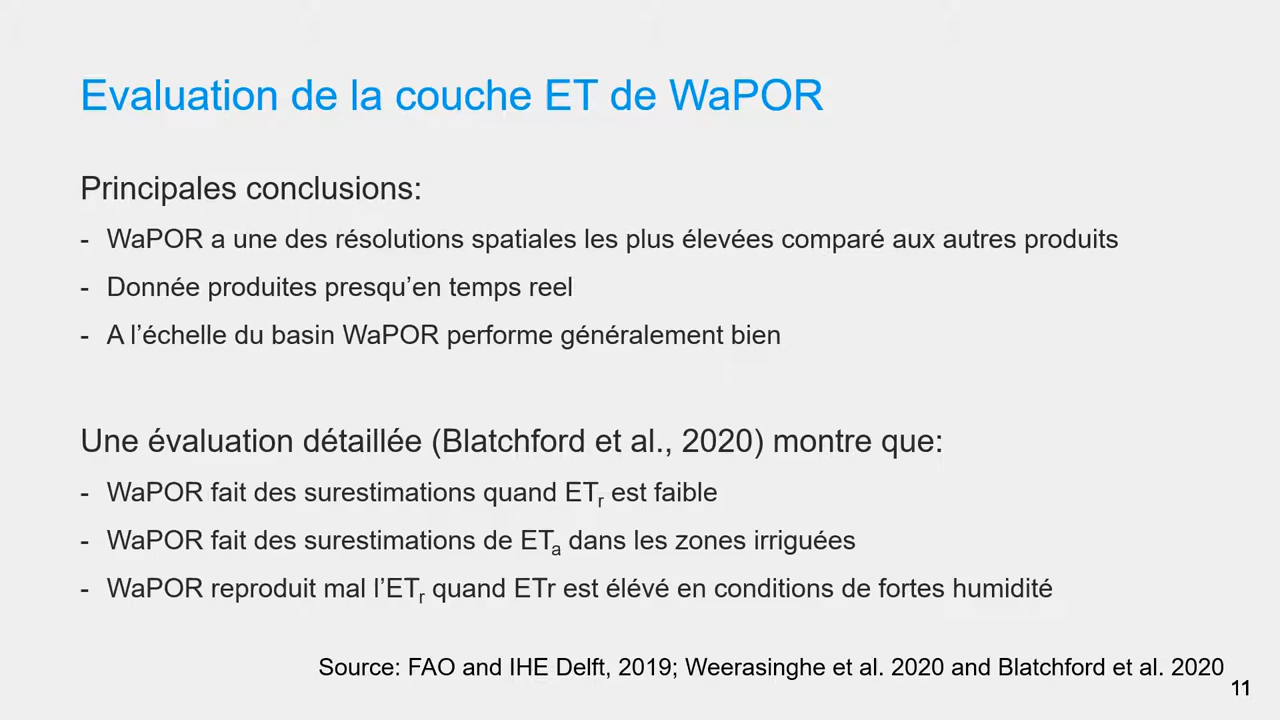 Evaluation de la couche ET de WaPOR
Principales conclusions:
- WaPOR a une des résolutions spatiales les plus élevées comparé aux autres produits
- Donnée produites presqu’en temps reel
- A l’échelle du basin WaPOR performe généralement bien
Une évaluation détaillée (Blatchford et al., 2020) montre que:
- WaPOR fait des surestimations quand ETr est faible
- WaPOR fait des surestimations de ETa dans les zones irriguées
- WaPOR reproduit mal l’ETr quand ETr est élévé en conditions de fortes humidité
Source: FAO and IHE Delft, 2019; Weerasinghe et al. 2020 and Blatchford et al. 2020
11